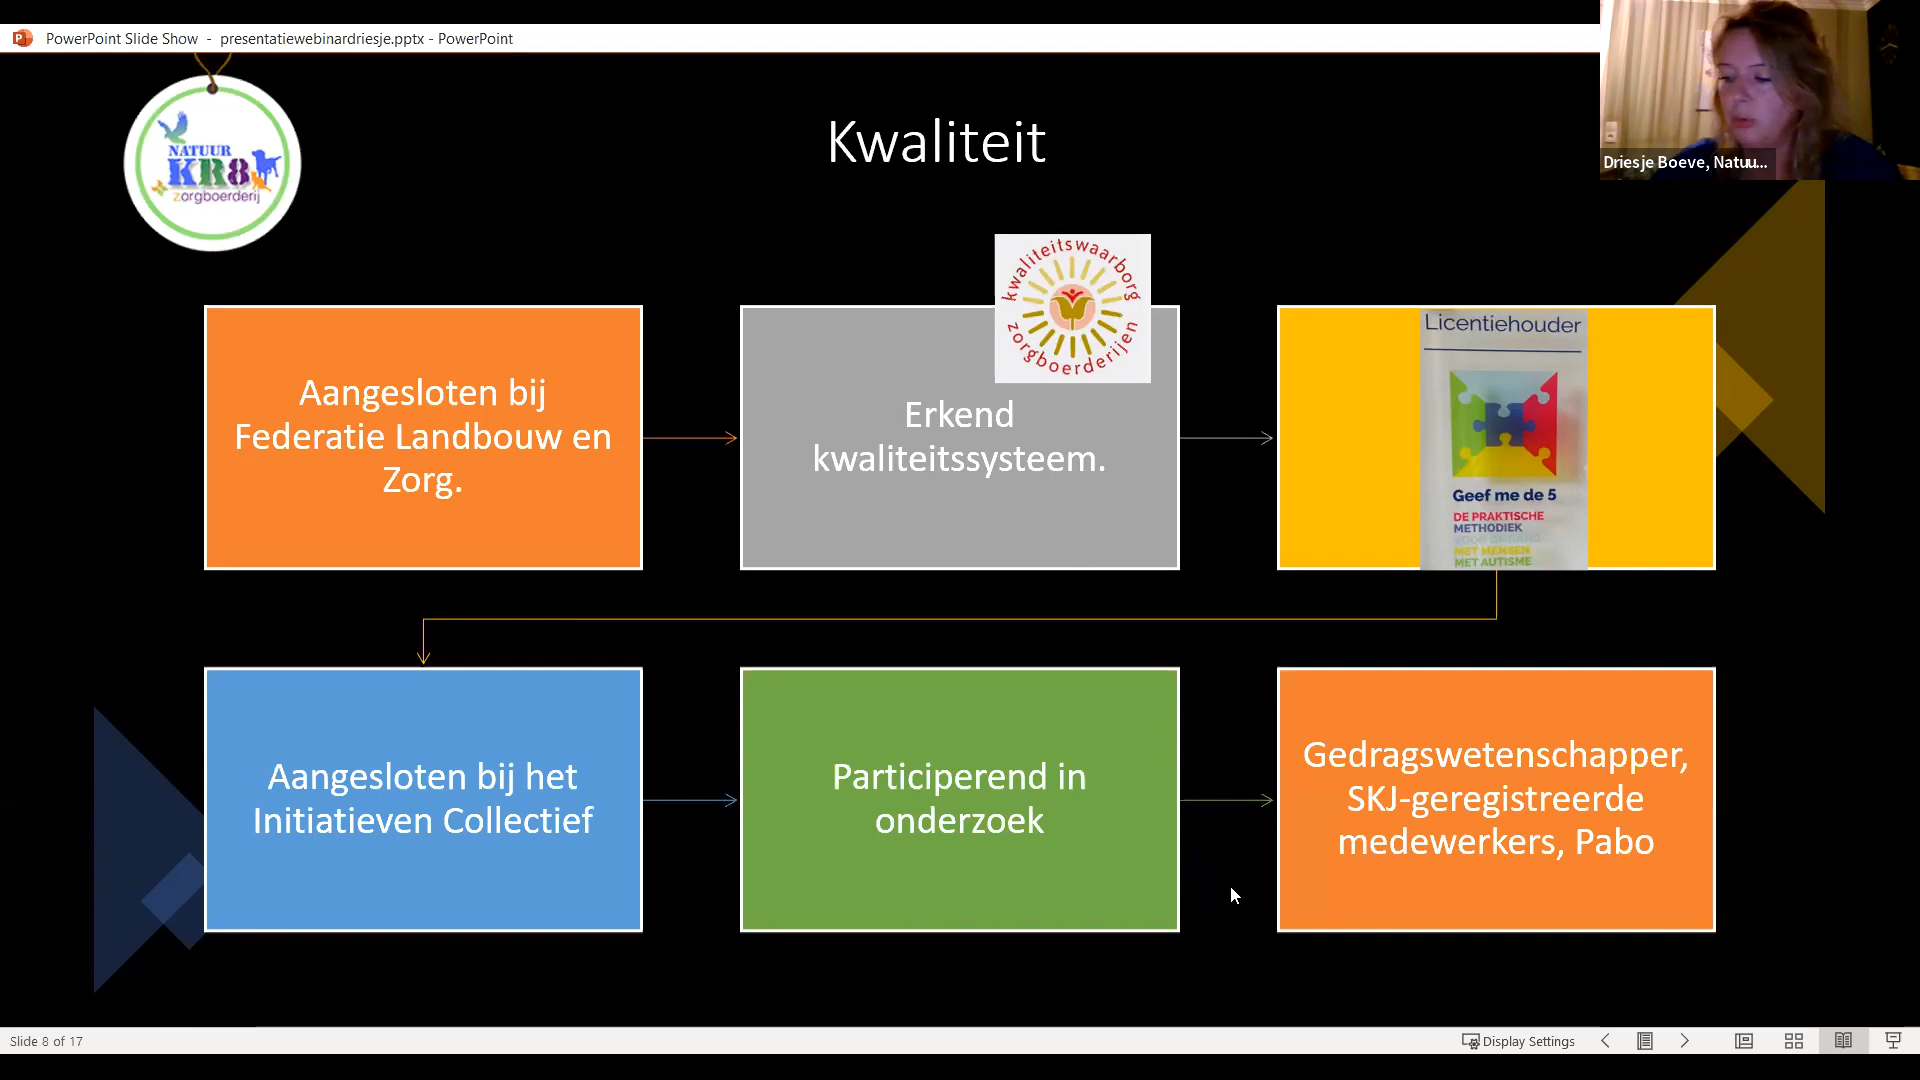 PowerPoint Slide Show - presentatiewebinardriesje.pptx - PowerPoint
Driesje Boeve, Natuu...
NATUUR
KR8
zorgboerderij
Kwaliteit
kwaliteitswaarborg
zorgboerderijen
Aangesloten bij
Federatie Landbouw en
Zorg.
Erkend
kwaliteitssysteem.
Licentiehouder
Geef me de 5
DE PRAKTISCHE
METHODIEK
MET MENSEN
MET AUTISME
Aangesloten bij het
Initiatieven Collectief
Participerend in
onderzoek
Gedragswetenschapper,
SKJ-geregistreerde
medewerkers, Pabo
Slide 8 of 17
Display Settings